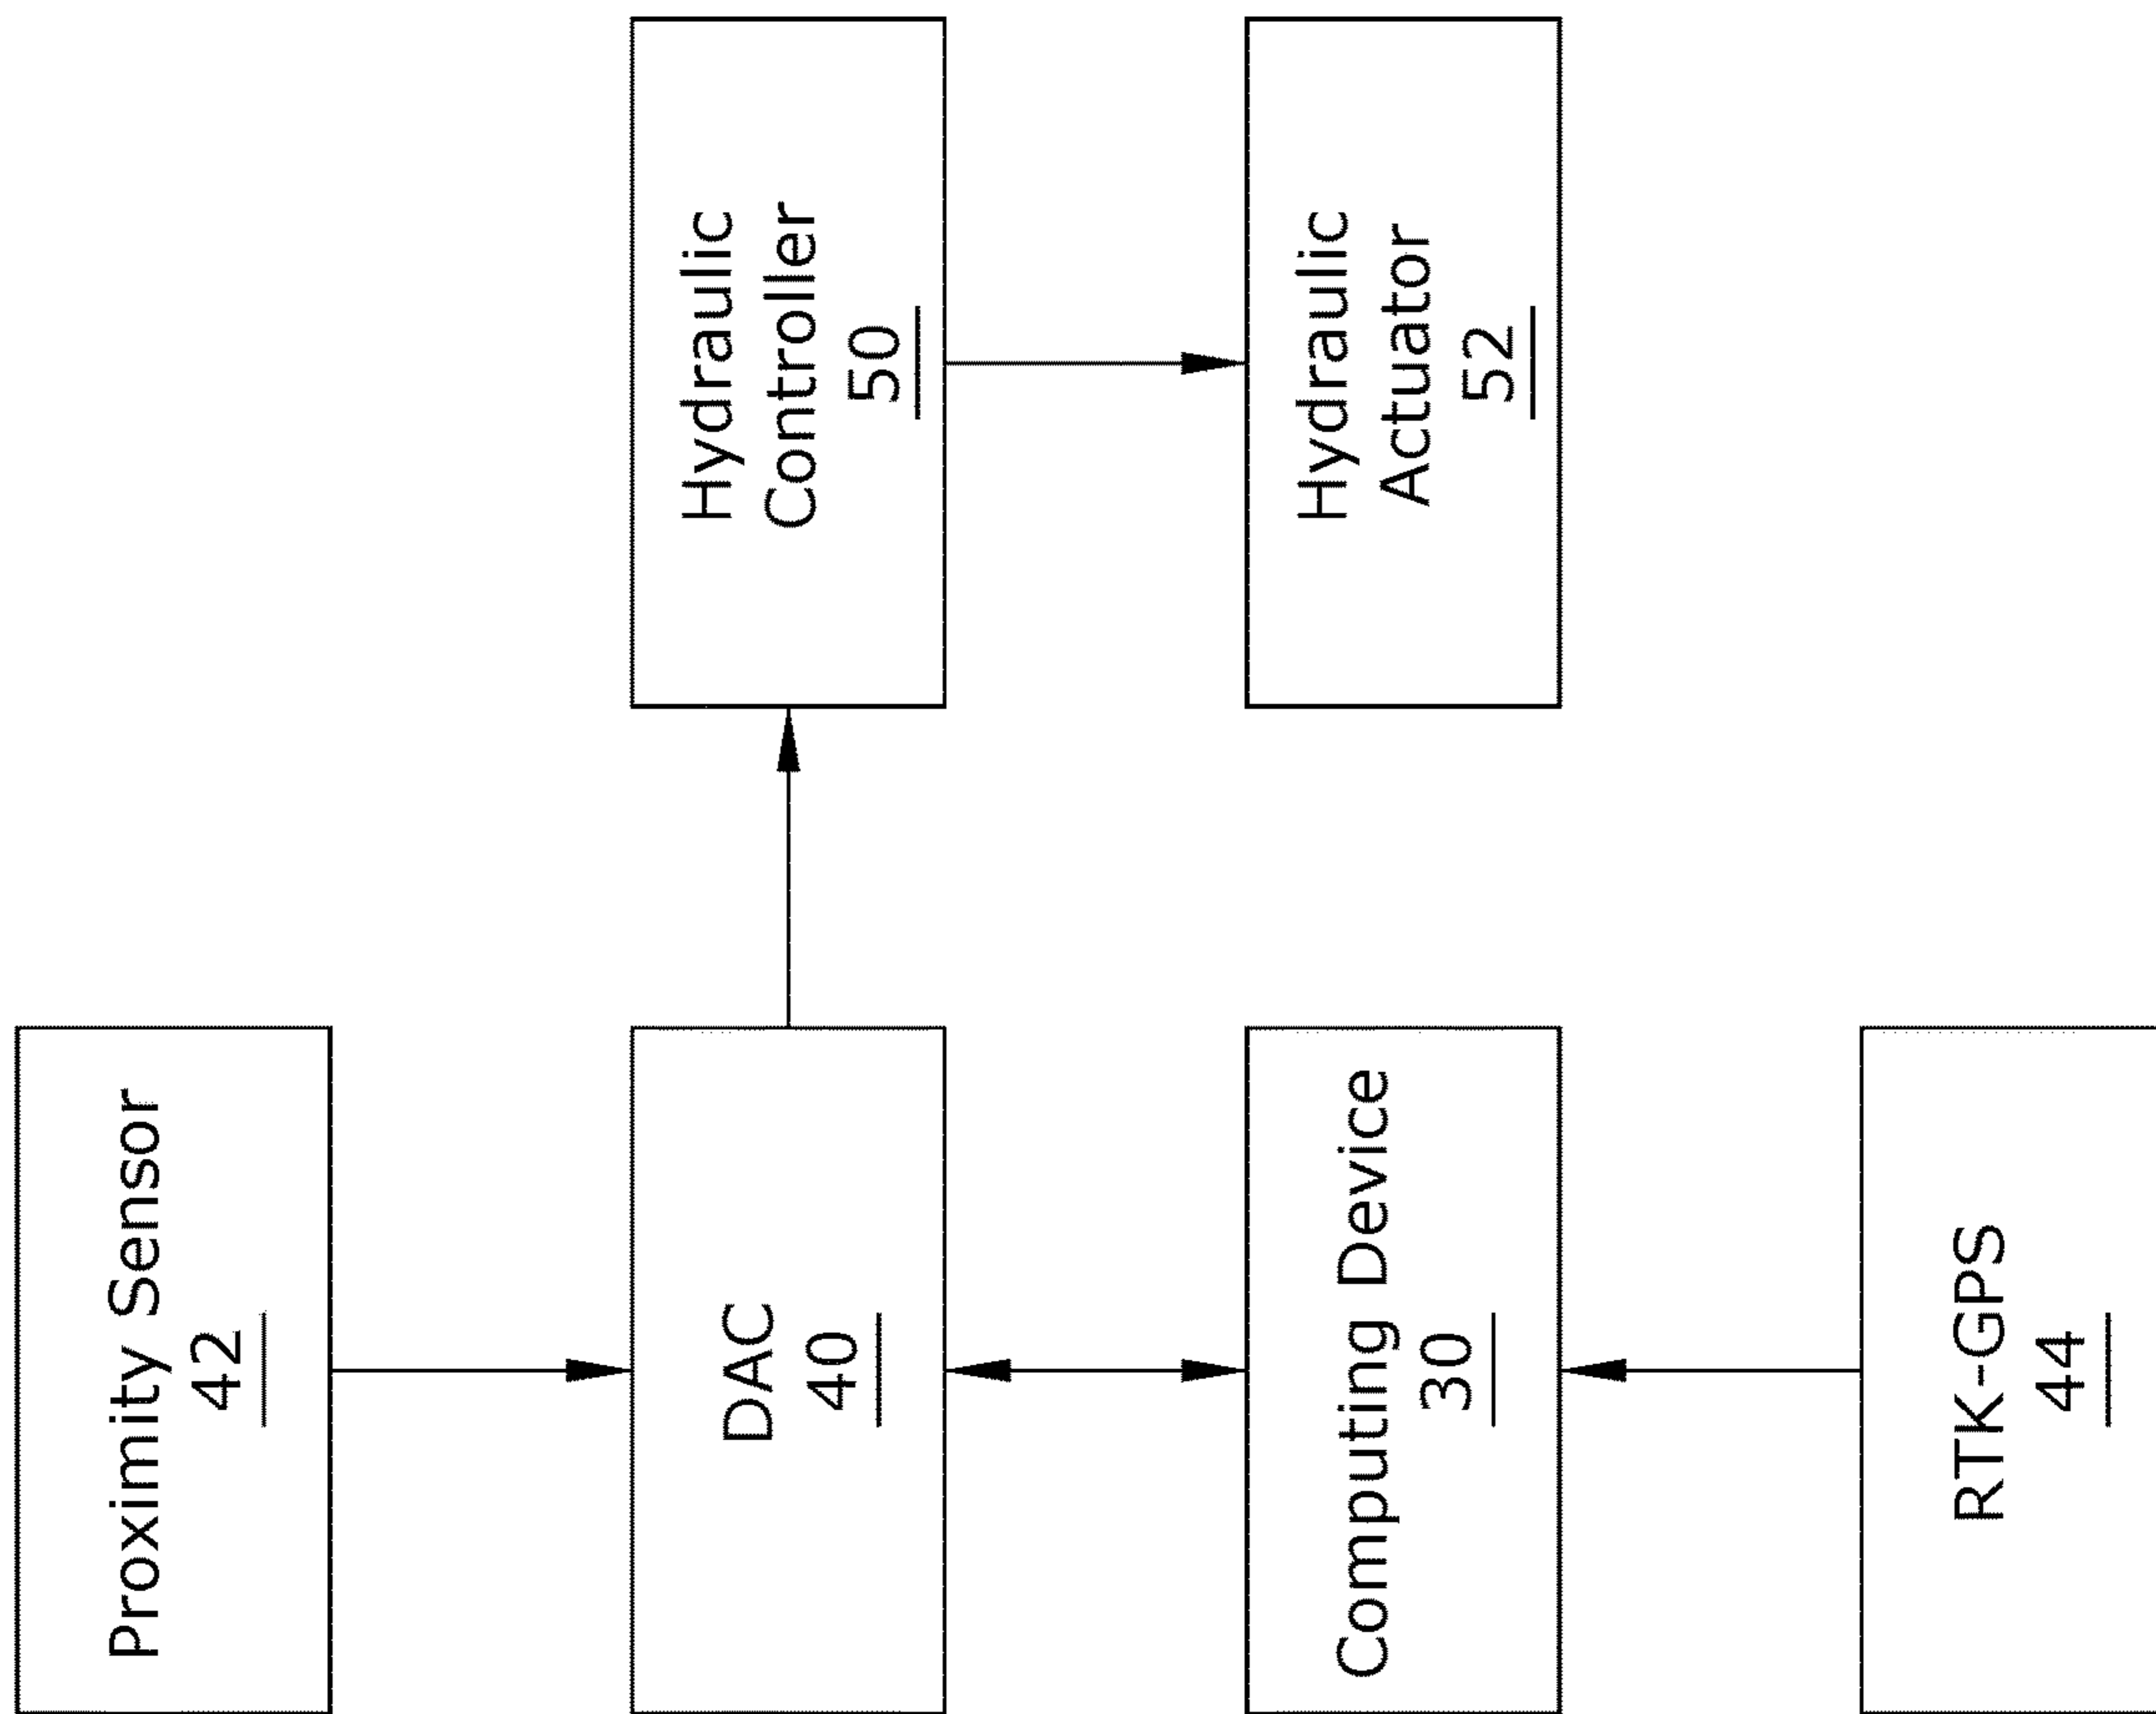 Proximity Sensor
42
DAC
40
Hydraulic
Controller
50
Computing Device
30
Hydraulic
Actuator
52
RTK-GPS
44